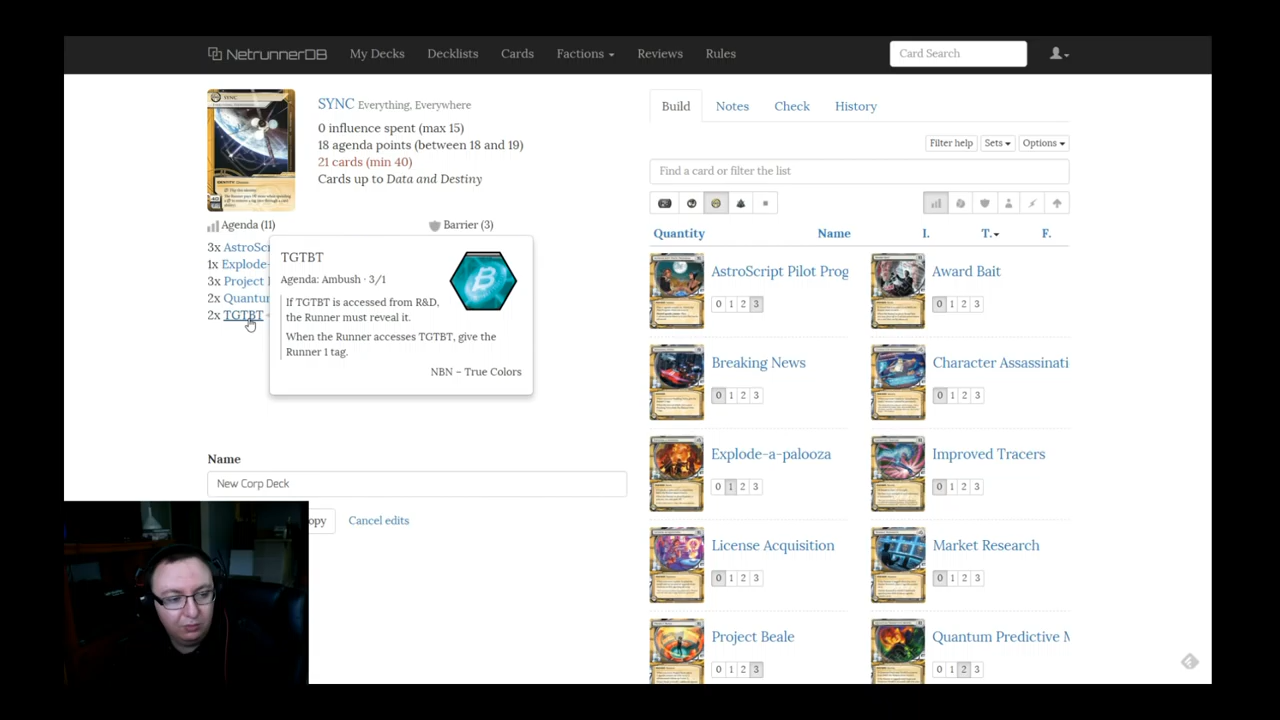 NetrunnerDB My Decks Decklists Cards Factions Reviews Rules Card Search
SYNC Everything, Everywhere
0 influence spent (max 15)
18 agenda points (between 18 and 19)
21 cards (min 40)
Cards up to Data and Destiny
Agenda (11)
Barrier (3)
3x AstroScr
1x Explode-
3x Project
2x Quantum
2x TGTBT
TGTBT
Agenda: Ambush · 3/1
If TGTBT is accessed from R&D,
the Runner must reveal it.
When the Runner accesses TGTBT, give the
Runner 1 tag.
NBN – True Colors
Name
New Corp Deck
opy Cancel edits
Build Notes Check History
Filter help Sets Options
Find a card or filter the list
Quantity Name I. T. F.
AstroScript Pilot Prog
0 1 2 3
Award Bait
0 1 2 3
Breaking News
0 1 2 3
Character Assassinati
0 1 2 3
Explode-a-palooza
0 1 2 3
Improved Tracers
0 1 2 3
License Acquisition
0 1 2 3
Market Research
0 1 2 3
Project Beale
0 1 2 3
Quantum Predictive M
0 1 2 3